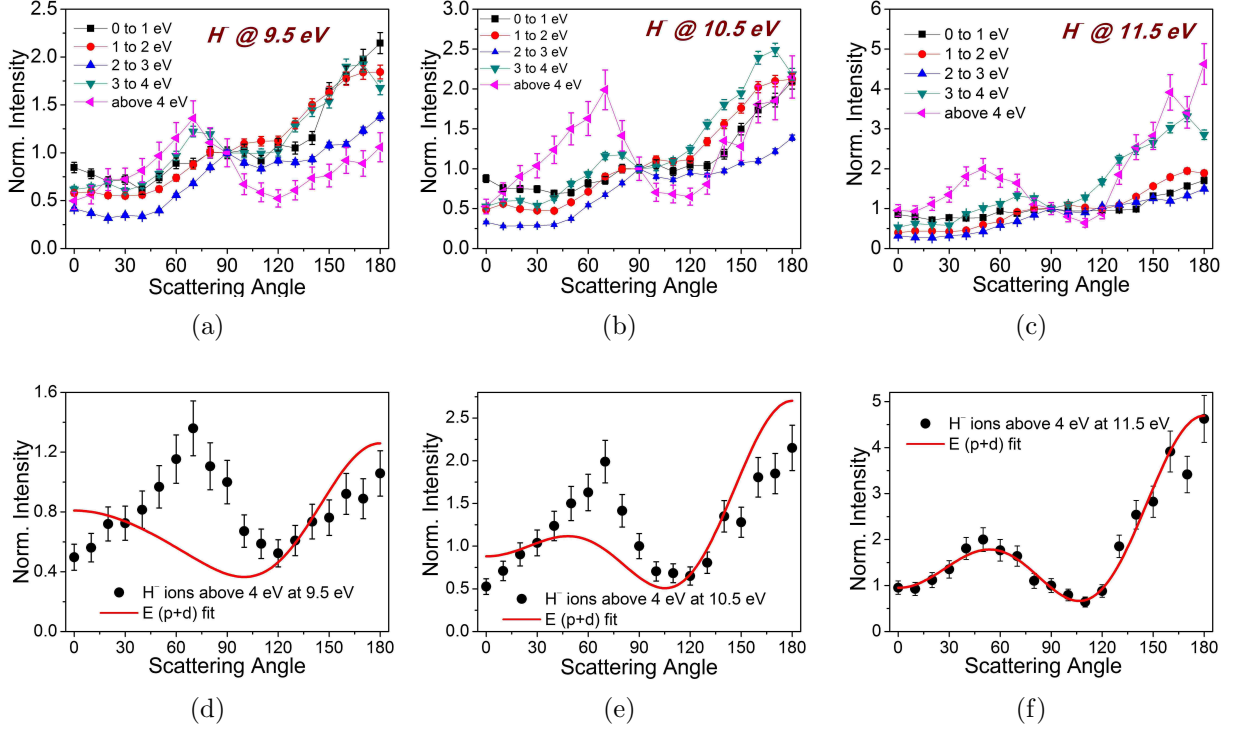 H⁻ @ 9.5 eV
0 to 1 eV
1 to 2 eV
2 to 3 eV
3 to 4 eV
above 4 eV
Norm. Intensity
2.5
2.0
1.5
1.0
0.5
0.0
0 30 60 90 120 150 180
Scattering Angle
(a)
H⁻ @ 10.5 eV
0 to 1 eV
1 to 2 eV
2 to 3 eV
3 to 4 eV
above 4 eV
Norm. Intensity
3.0
2.5
2.0
1.5
1.0
0.5
0.0
0 30 60 90 120 150 180
Scattering Angle
(b)
H⁻ @ 11.5 eV
0 to 1 eV
1 to 2 eV
2 to 3 eV
3 to 4 eV
above 4 eV
Norm. Intensity
6
5
4
3
2
1
0
0 30 60 90 120 150 180
Scattering Angle
(c)
Norm. Intensity
1.6
1.2
0.8
0.4
0.0
H⁻ ions above 4 eV at 9.5 eV
E (p+d) fit
0 30 60 90 120 150 180
Scattering Angle
(d)
Norm. Intensity
2.5
2.0
1.5
1.0
0.5
0.0
H⁻ ions above 4 eV at 10.5 eV
E (p+d) fit
0 30 60 90 120 150 180
Scattering Angle
(e)
Norm. Intensity
5
4
3
2
1
0
H⁻ ions above 4 eV at 11.5 eV
E (p+d) fit
0 30 60 90 120 150 180
Scattering Angle
(f)